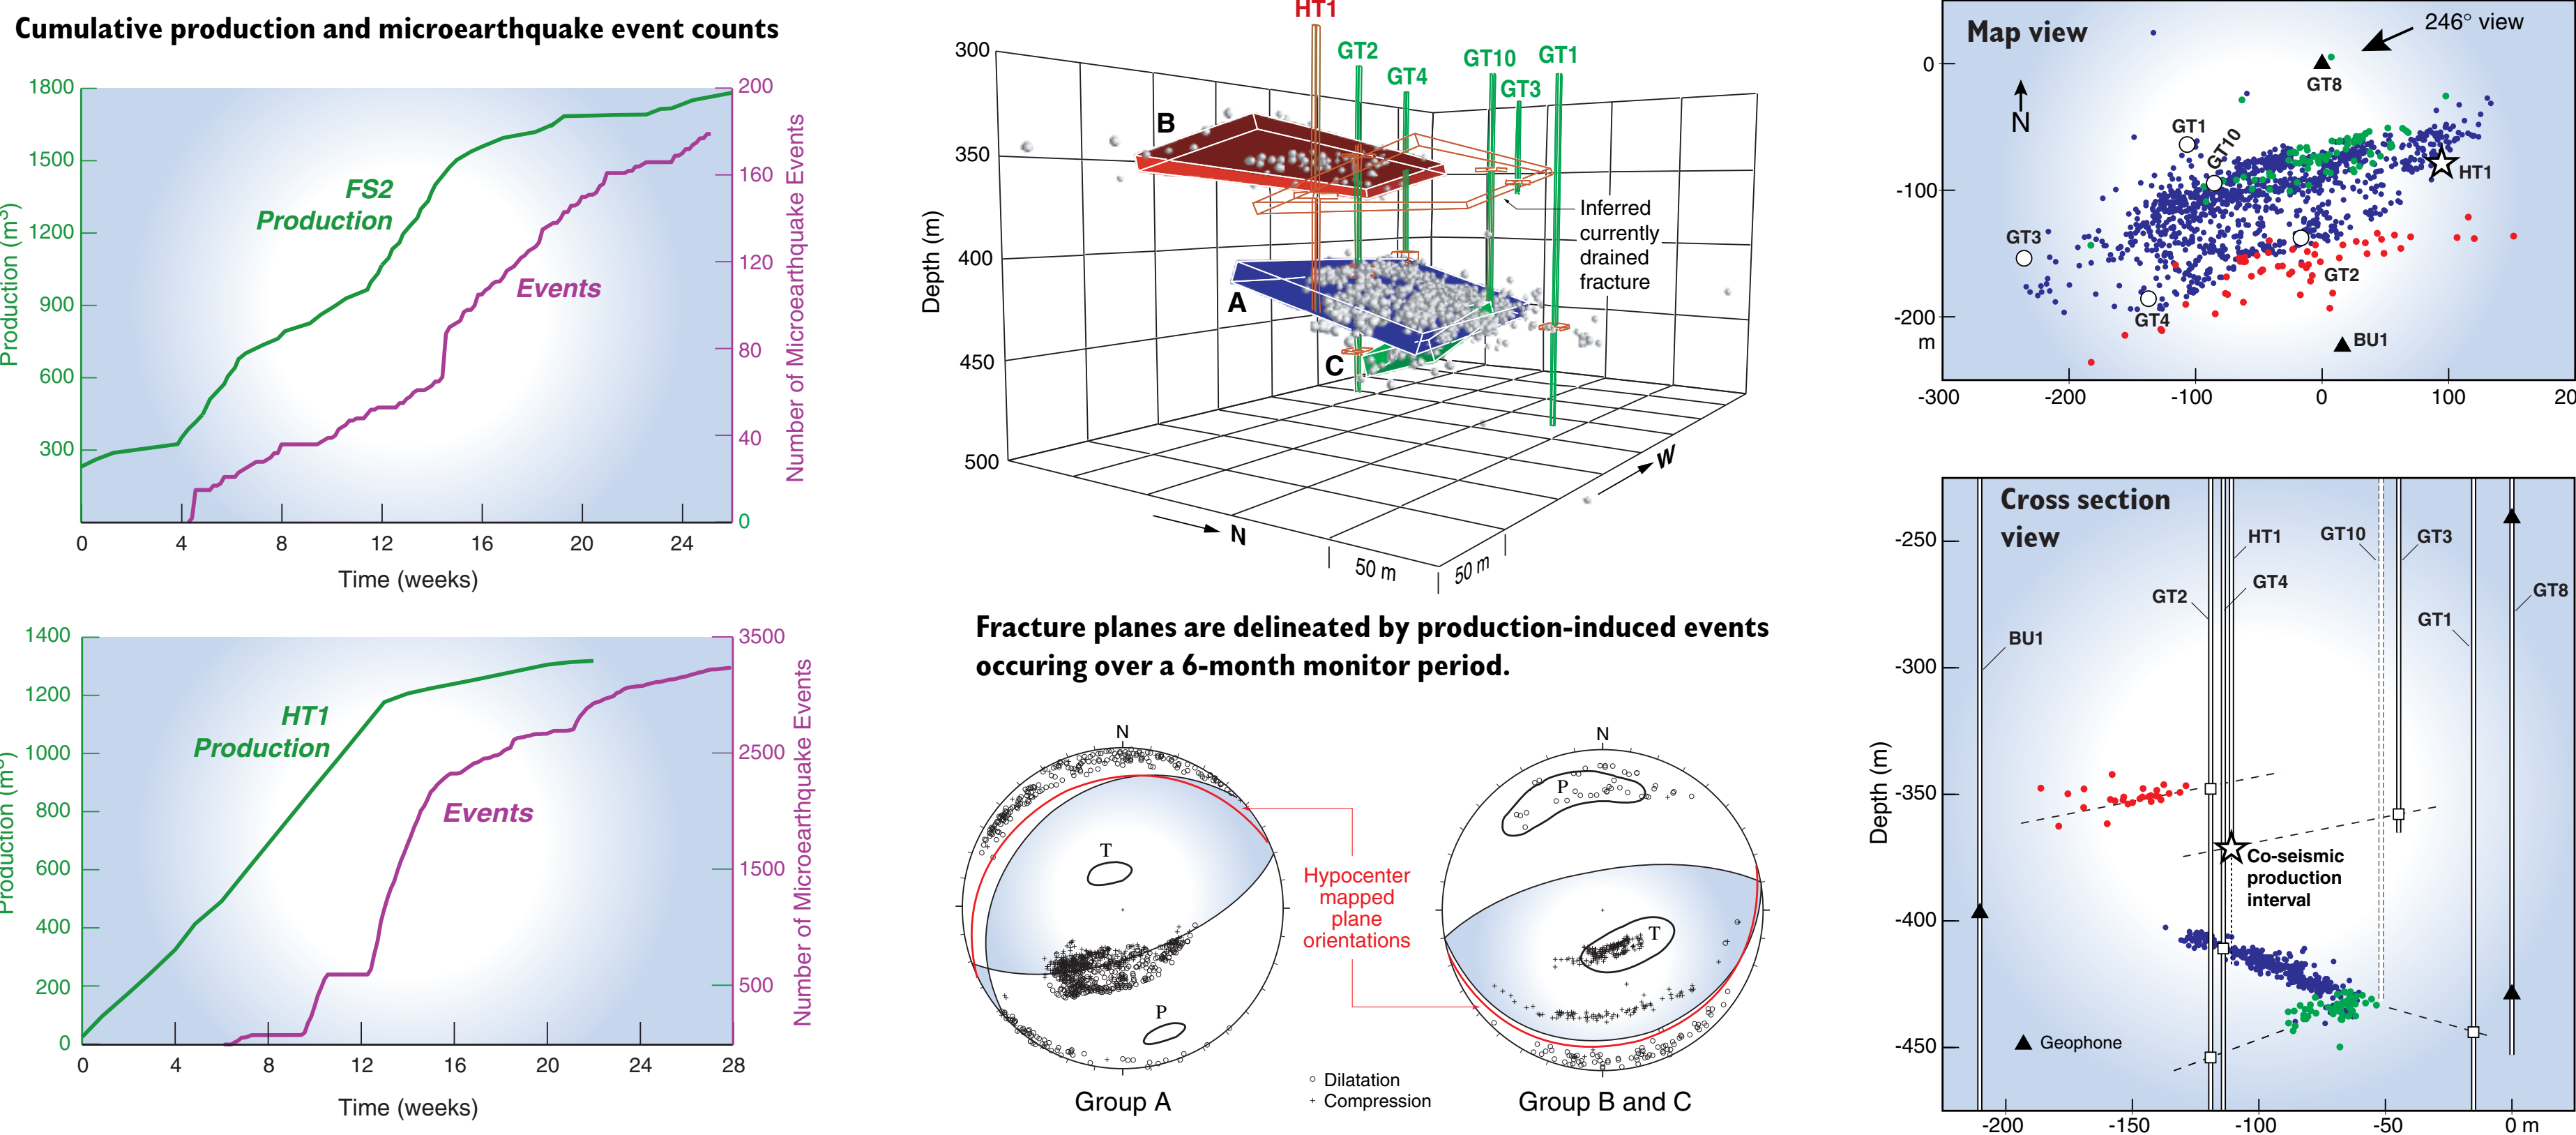 Cumulative production and microearthquake event counts
1800
1500
1200
900
600
300
Production (m³)
FS2
Production
Events
200
160
120
80
40
0
Number of Microearthquake Events
0
4
8
12
16
20
24
Time (weeks)
1400
1200
1000
800
600
400
200
0
Production (m³)
HT1
Production
Events
3500
2500
1500
500
Number of Microearthquake Events
0
4
8
12
16
20
24
28
Time (weeks)
HT1
GT2
GT4
GT10
GT3
GT1
300
350
400
450
500
Depth (m)
B
A
C
Inferred
currently
drained
fracture
N
W
50 m
50 m
Fracture planes are delineated by production-induced events
occuring over a 6-month monitor period.
N
T
P
Group A
Hypocenter
mapped
plane
orientations
Dilatation
Compression
N
P
T
Group B and C
Map view
246° view
N
GT8
GT1
GT10
HT1
GT3
GT2
GT4
BU1
0
-100
-200
m
-300
-200
-100
0
100
20
Cross section
view
HT1
GT10
GT3
GT4
GT2
GT8
GT1
BU1
-250
-300
-350
-400
-450
Depth (m)
Co-seismic
production
interval
Geophone
-200
-150
-100
-50
0 m